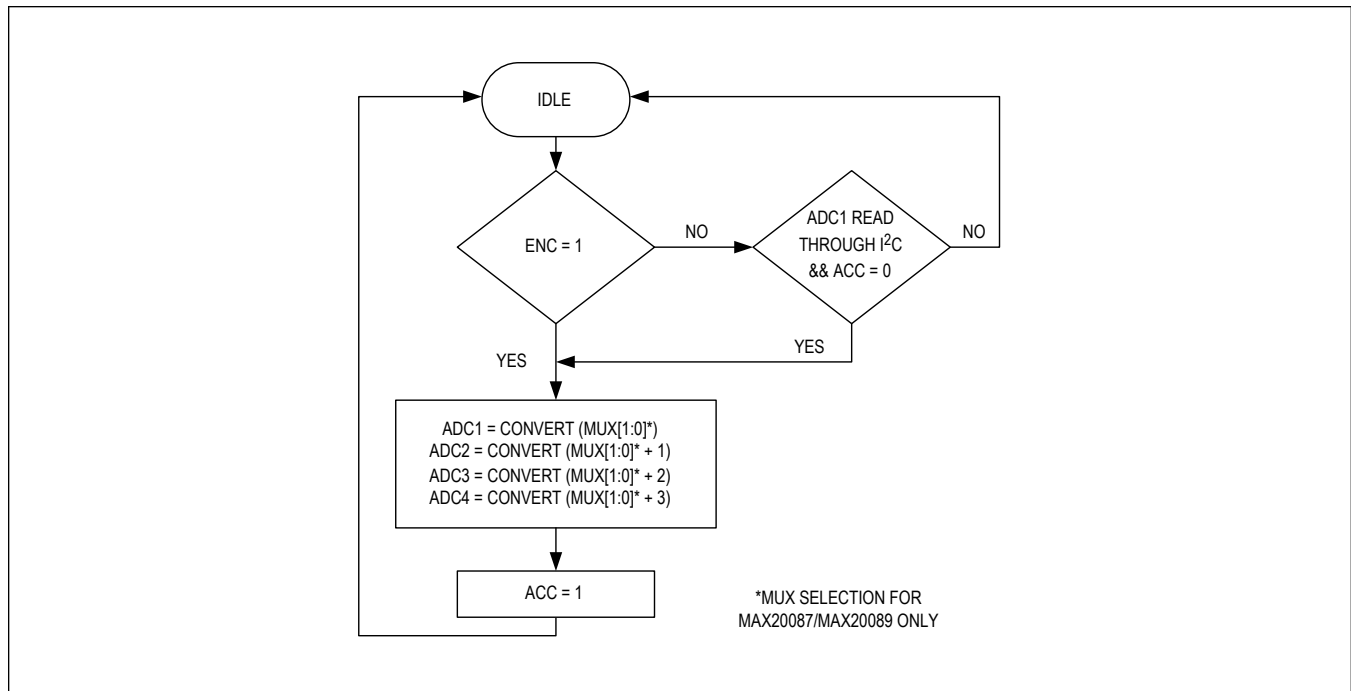 IDLE
ENC = 1
NO
ADC1 READ
THROUGH I²C
&& ACC = 0
NO
YES
YES
ADC1 = CONVERT (MUX[1:0]*)
ADC2 = CONVERT (MUX[1:0]* + 1)
ADC3 = CONVERT (MUX[1:0]* + 2)
ADC4 = CONVERT (MUX[1:0]* + 3)
ACC = 1
*MUX SELECTION FOR
MAX20087/MAX20089 ONLY